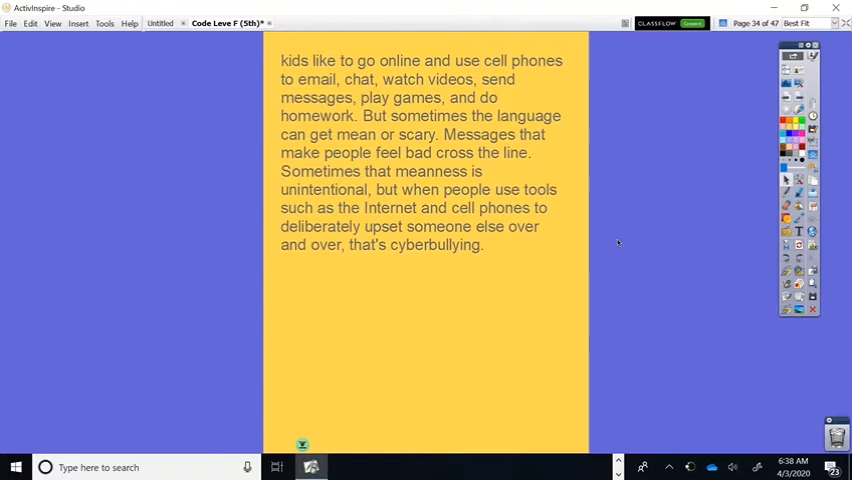 ActivInspire - Studio
File Edit View Insert Tools Help Untitled Code Leve F (5th)* CLASSFLOW Connect Page 34 of 47 Best Fit
kids like to go online and use cell phones
to email, chat, watch videos, send
messages, play games, and do
homework. But sometimes the language
can get mean or scary. Messages that
make people feel bad cross the line.
Sometimes that meanness is
unintentional, but when people use tools
such as the Internet and cell phones to
deliberately upset someone else over
and over, that's cyberbullying.
Type here to search
6:38 AM
4/3/2020
23